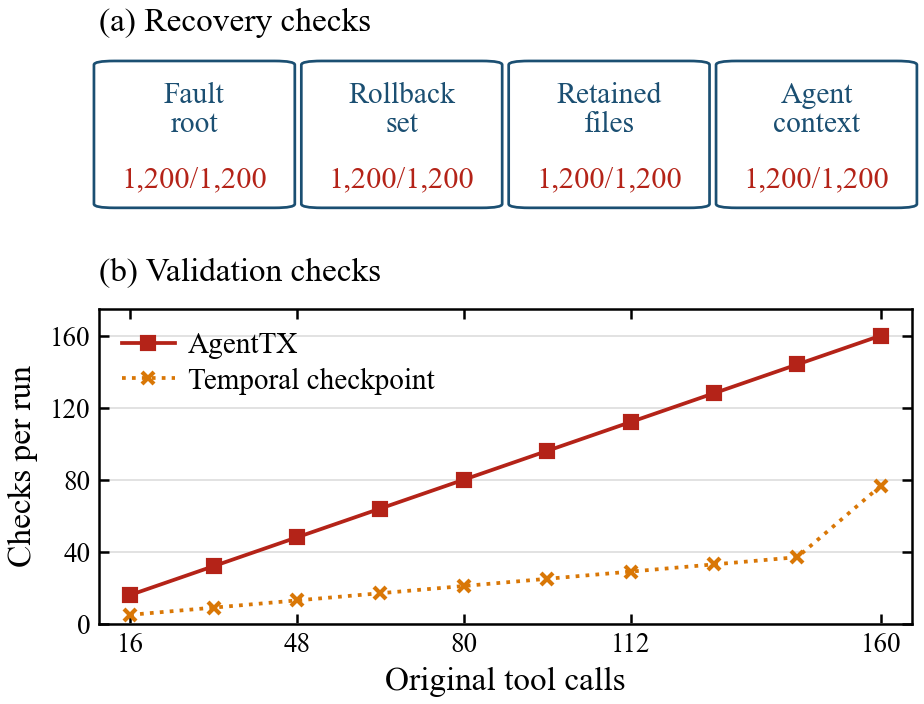 (a) Recovery checks
Fault
root
1,200/1,200
Rollback
set
1,200/1,200
Retained
files
1,200/1,200
Agent
context
1,200/1,200
(b) Validation checks
Checks per run
160
120
80
40
0
AgentTX
Temporal checkpoint
16
48
80
112
160
Original tool calls